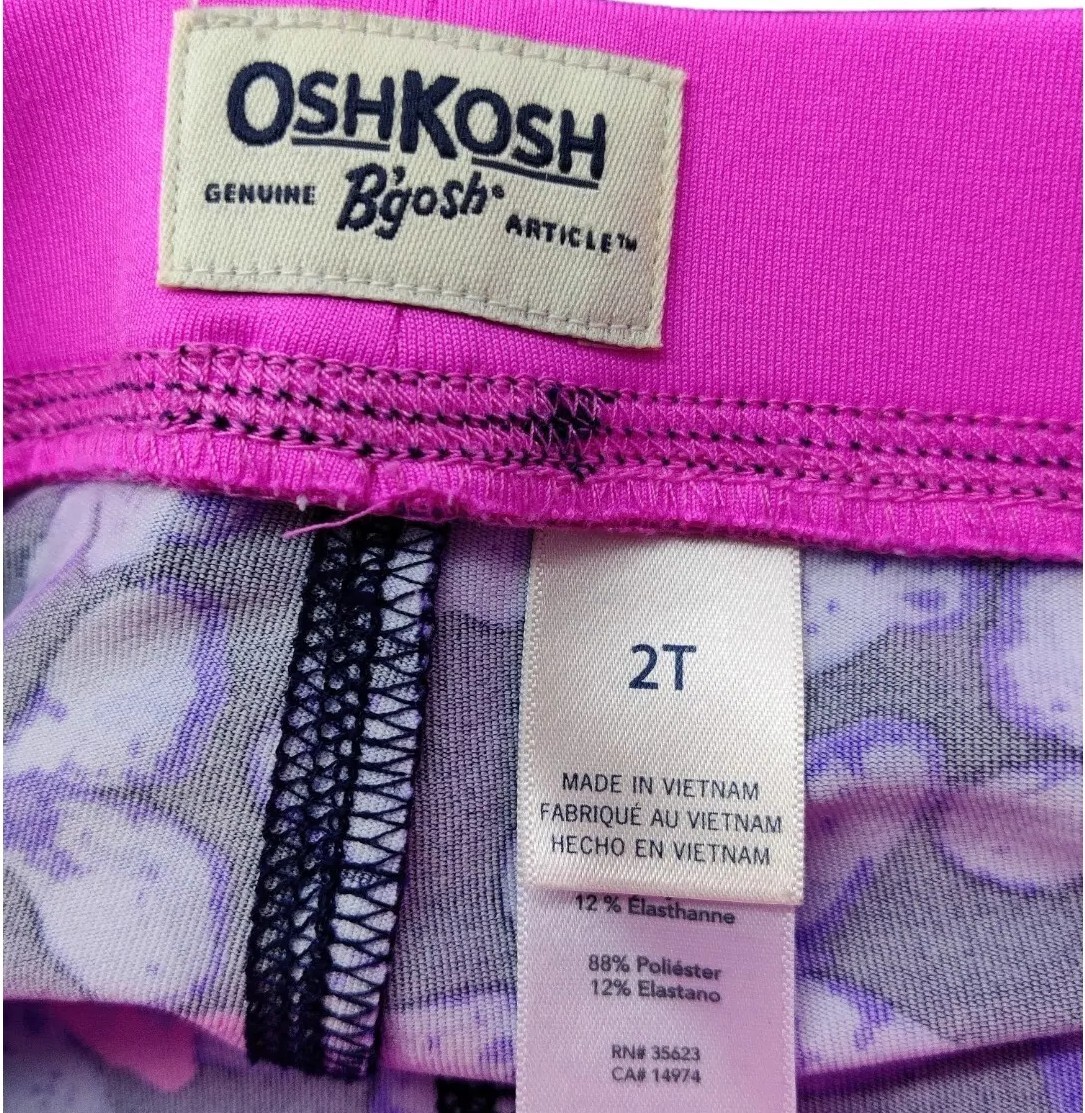 OSHKOSH
GENUINE B'gosh® ARTICLE™
2T
MADE IN VIETNAM
FABRIQUÉ AU VIETNAM
HECHO EN VIETNAM
12 % Élasthanne
88% Poliéster
12% Elastano
RN# 35623
CA# 14974